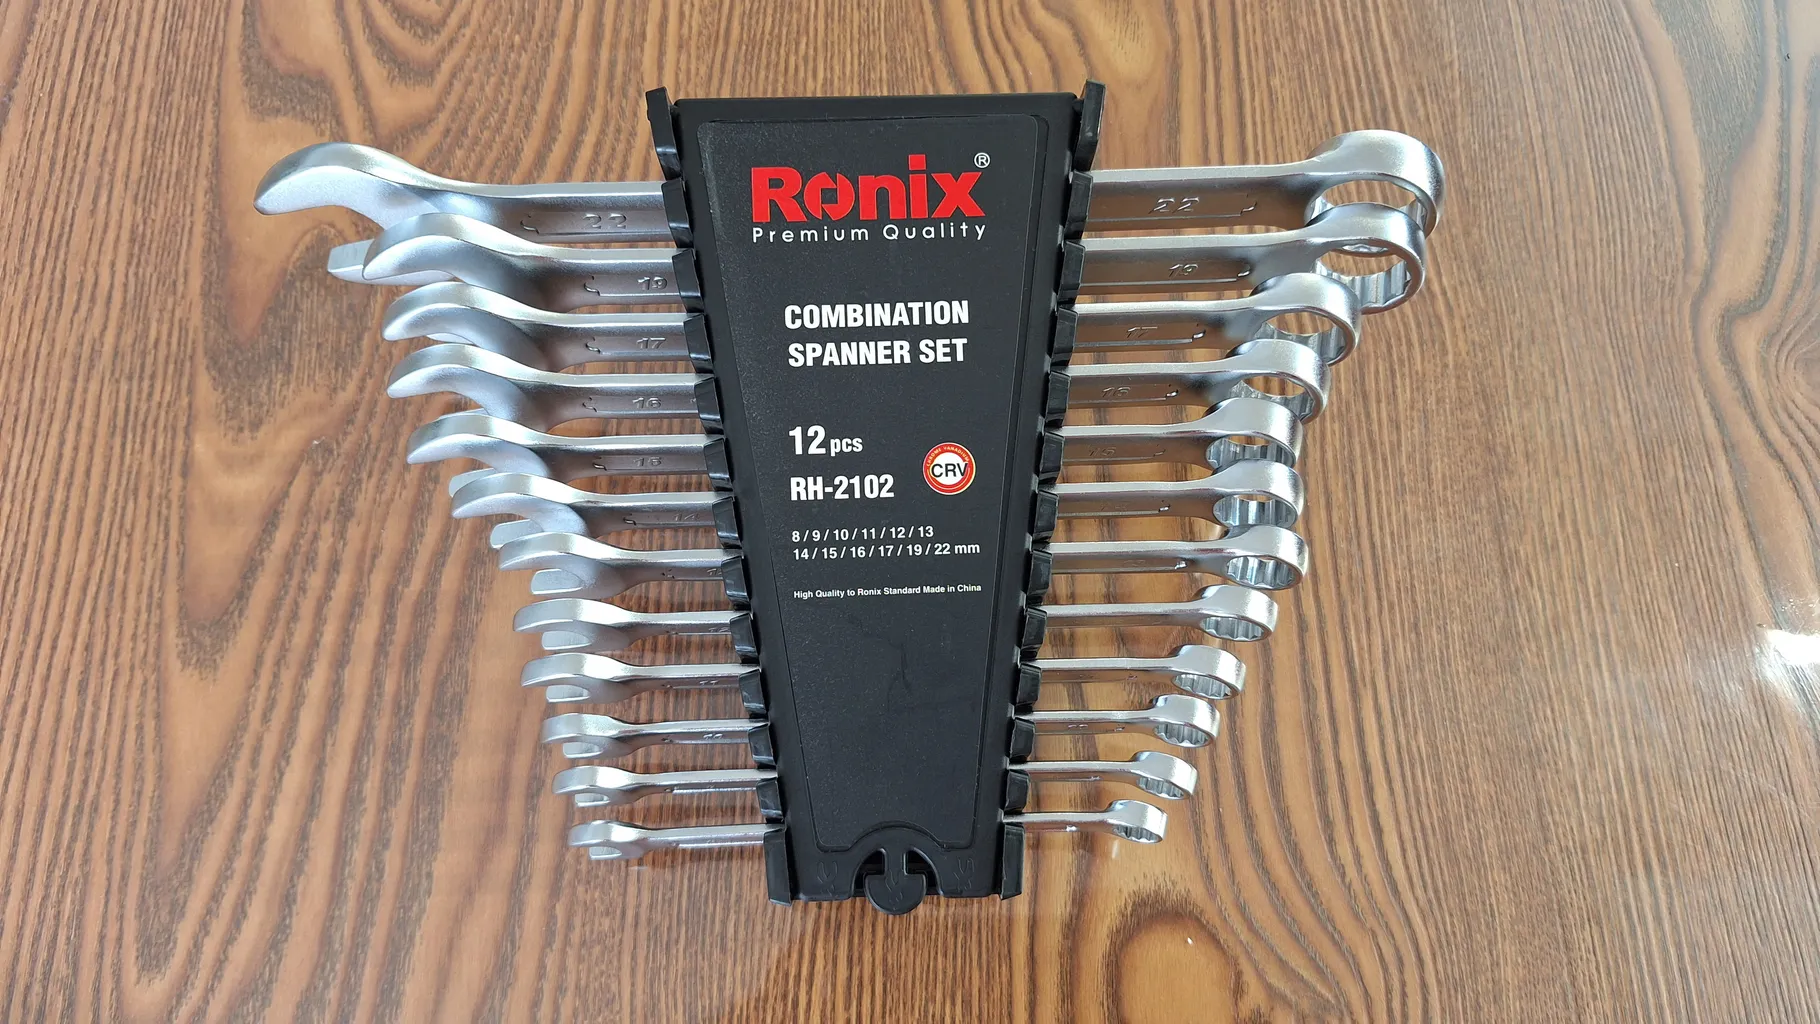 Ronix®
Premium Quality
COMBINATION
SPANNER SET
12 pcs
RH-2102
CHROME VANADIUM
CRV
8 / 9 / 10 / 11 / 12 / 13
14 / 15 / 16 / 17 / 19 / 22 mm
High Quality to Ronix Standard Made in China
22
22
19
19
17
17
16
16
15
15
14